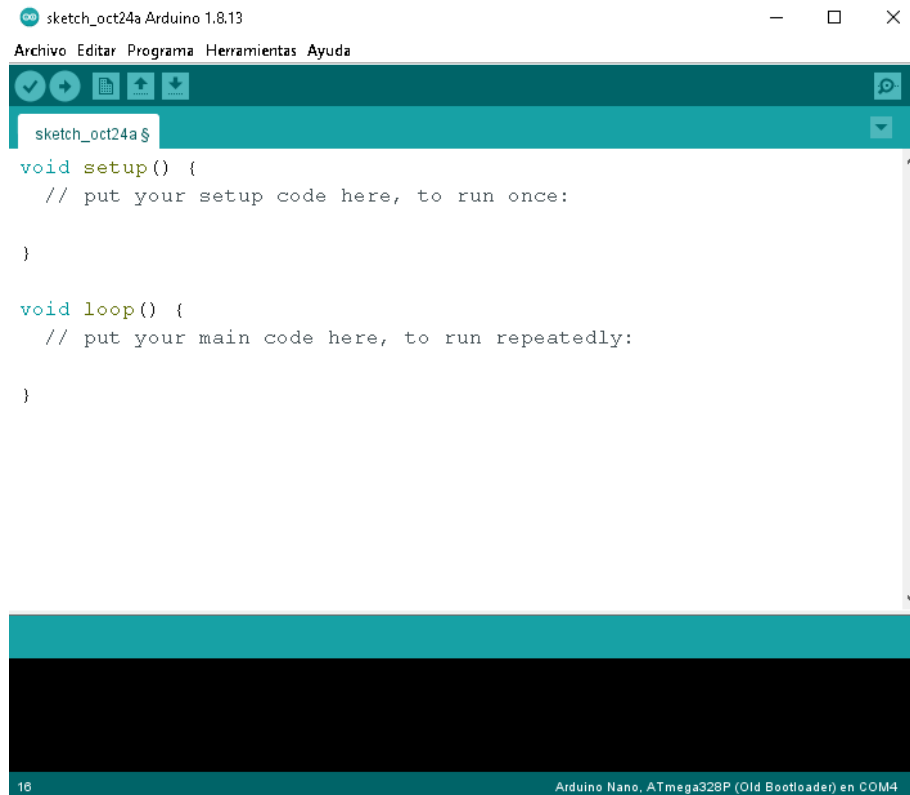 sketch_oct24a Arduino 1.8.13
Archivo Editar Programa Herramientas Ayuda
sketch_oct24a §
void setup() {
  // put your setup code here, to run once:
}
void loop() {
  // put your main code here, to run repeatedly:
}
16 Arduino Nano, ATmega328P (Old Bootloader) en COM4